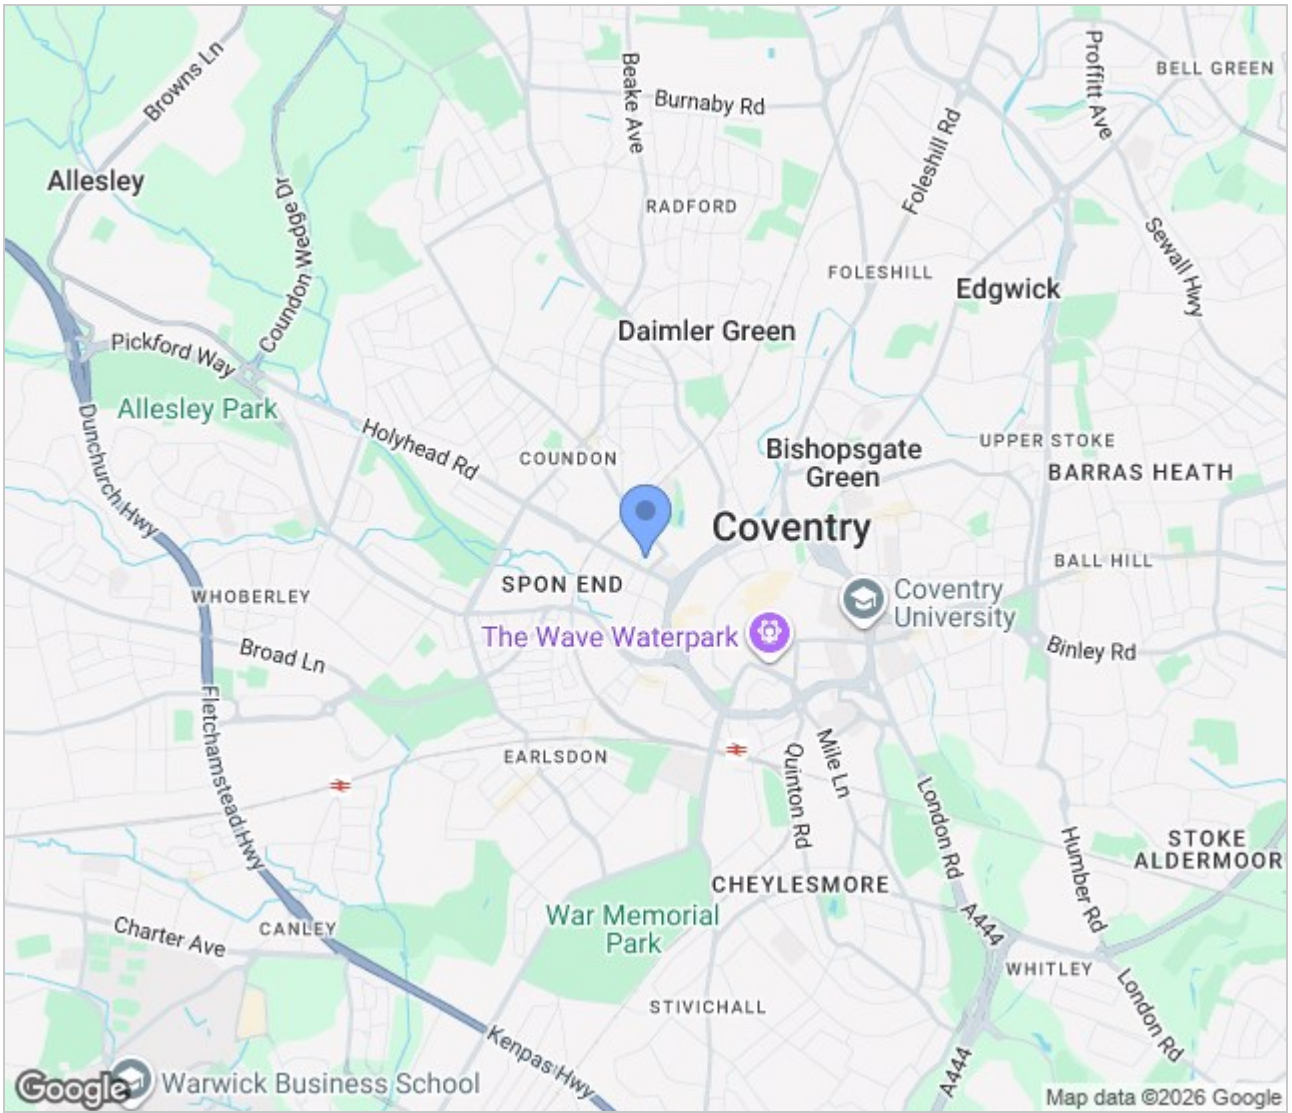 Browns Ln
Beake Ave
Burnaby Rd
Proffitt Ave
BELL GREEN
Allesley
Coundon Wedge Dr
RADFORD
Foleshill Rd
Sewall Hwy
FOLESHILL
Edgwick
Daimler Green
Pickford Way
Allesley Park
Dunchurch Hwy
Holyhead Rd
COUNDON
Bishopsgate
Green
UPPER STOKE
BARRAS HEATH
Coventry
BALL HILL
SPON END
WHOBERLEY
Coventry
University
The Wave Waterpark
Binley Rd
Broad Ln
Fletchamstead Hwy
EARLSDON
Quinton Rd
Mile Ln
London Rd
Humber Rd
STOKE
ALDERMOOR
CHEYLESMORE
War Memorial
Park
A444
Charter Ave
CANLEY
WHITLEY
London Rd
STIVICHALL
Kenpas Hwy
A444
Google
Warwick Business School
Map data ©2026 Google